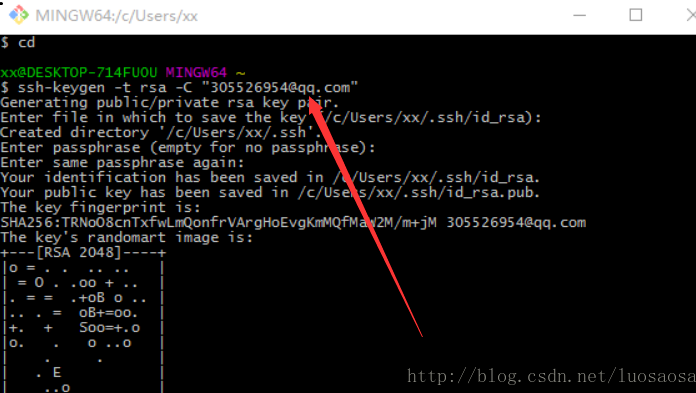 MINGW64:/c/Users/xx
$ cd
xx@DESKTOP-714FUOU MINGW64 ~
$ ssh-keygen -t rsa -C "305526954@qq.com"
Generating public/private rsa key pair.
Enter file in which to save the key (/c/Users/xx/.ssh/id_rsa):
Created directory '/c/Users/xx/.ssh'.
Enter passphrase (empty for no passphrase):
Enter same passphrase again:
Your identification has been saved in /c/Users/xx/.ssh/id_rsa.
Your public key has been saved in /c/Users/xx/.ssh/id_rsa.pub.
The key fingerprint is:
SHA256:TRNoO8cnTxfwLmQonfrVArgHoEvgKmMQfMaW2M/m+jM 305526954@qq.com
The key's randomart image is:
+---[RSA 2048]----+
|o = . .  .. ..   |
| = O . .oo + ..  |
|. = =  .+oB o .. |
|.. . =  oB+=oo.  |
|+.  +   Soo=+.o  |
|o.   .   o ..o   |
|    .     .      |
|   . E           |
|    ..o          |
http://blog.csdn.net/luosaosa